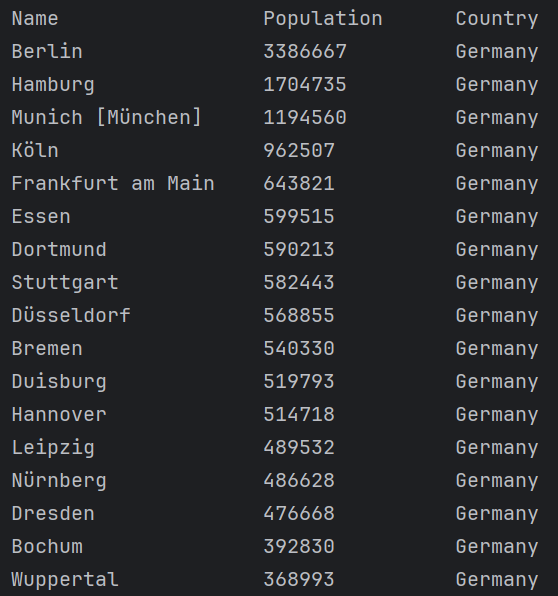 Name Population Country
Berlin 3386667 Germany
Hamburg 1704735 Germany
Munich [München] 1194560 Germany
Köln 962507 Germany
Frankfurt am Main 643821 Germany
Essen 599515 Germany
Dortmund 590213 Germany
Stuttgart 582443 Germany
Düsseldorf 568855 Germany
Bremen 540330 Germany
Duisburg 519793 Germany
Hannover 514718 Germany
Leipzig 489532 Germany
Nürnberg 486628 Germany
Dresden 476668 Germany
Bochum 392830 Germany
Wuppertal 368993 Germany